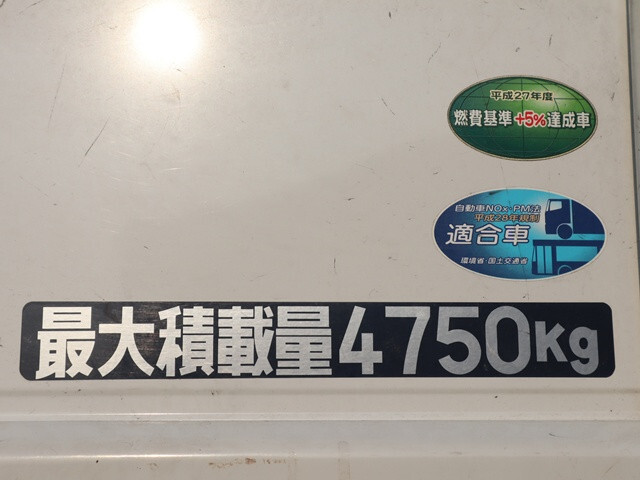 平成27年度
燃費基準+5%達成車
自動車NOx・PM法
平成28年規制
適合車
環境省・国土交通省
最大積載量4750kg